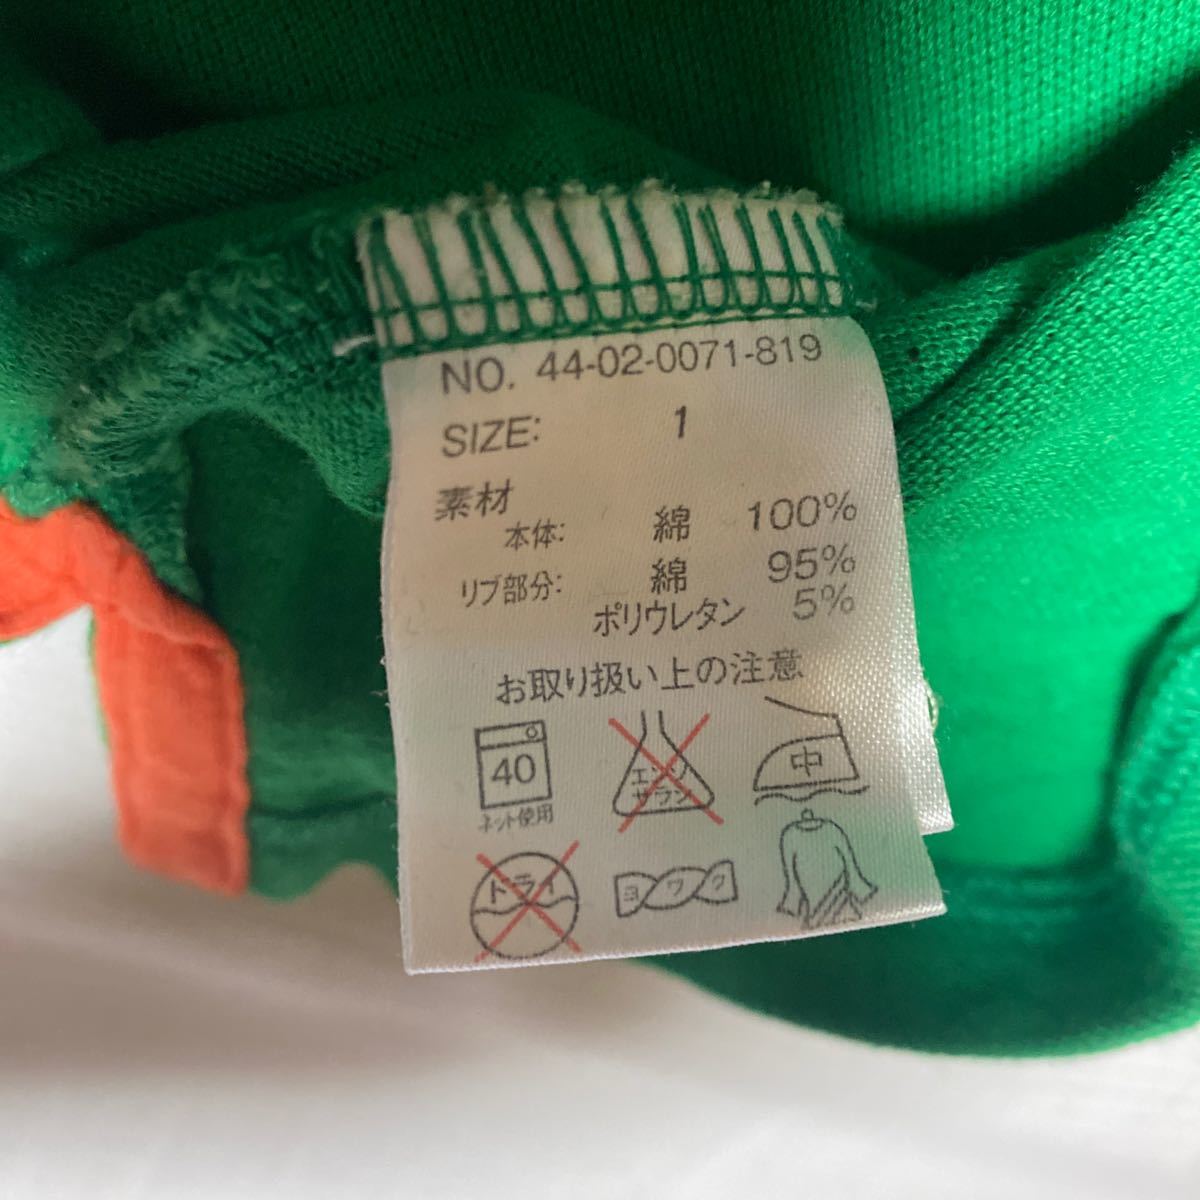 NO. 44-02-0071-819
SIZE: 1
素材
本体: 綿 100%
リブ部分: 綿 95%
ポリウレタン 5%
お取り扱い上の注意
40
ネット使用
エンソ
サラシ
中
ドライ
ヨワク